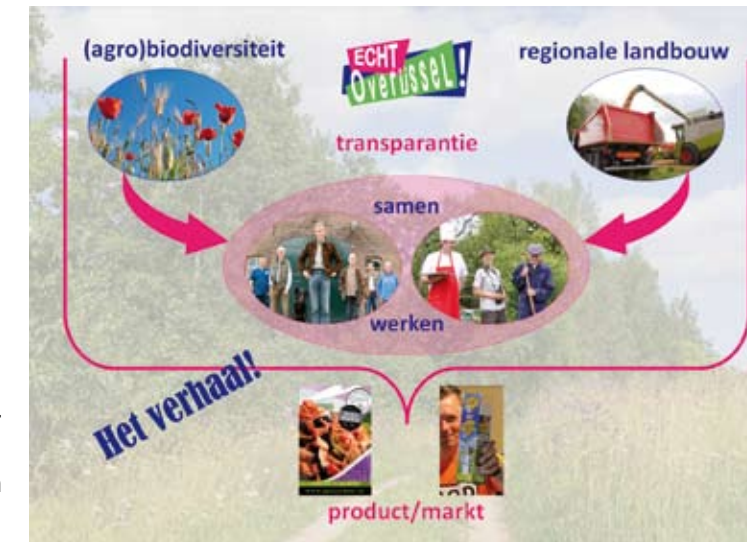 (agro)biodiversiteit
ECHT
Overijssel!
regionale landbouw
transparantie
samen
werken
Het verhaal!
product/markt